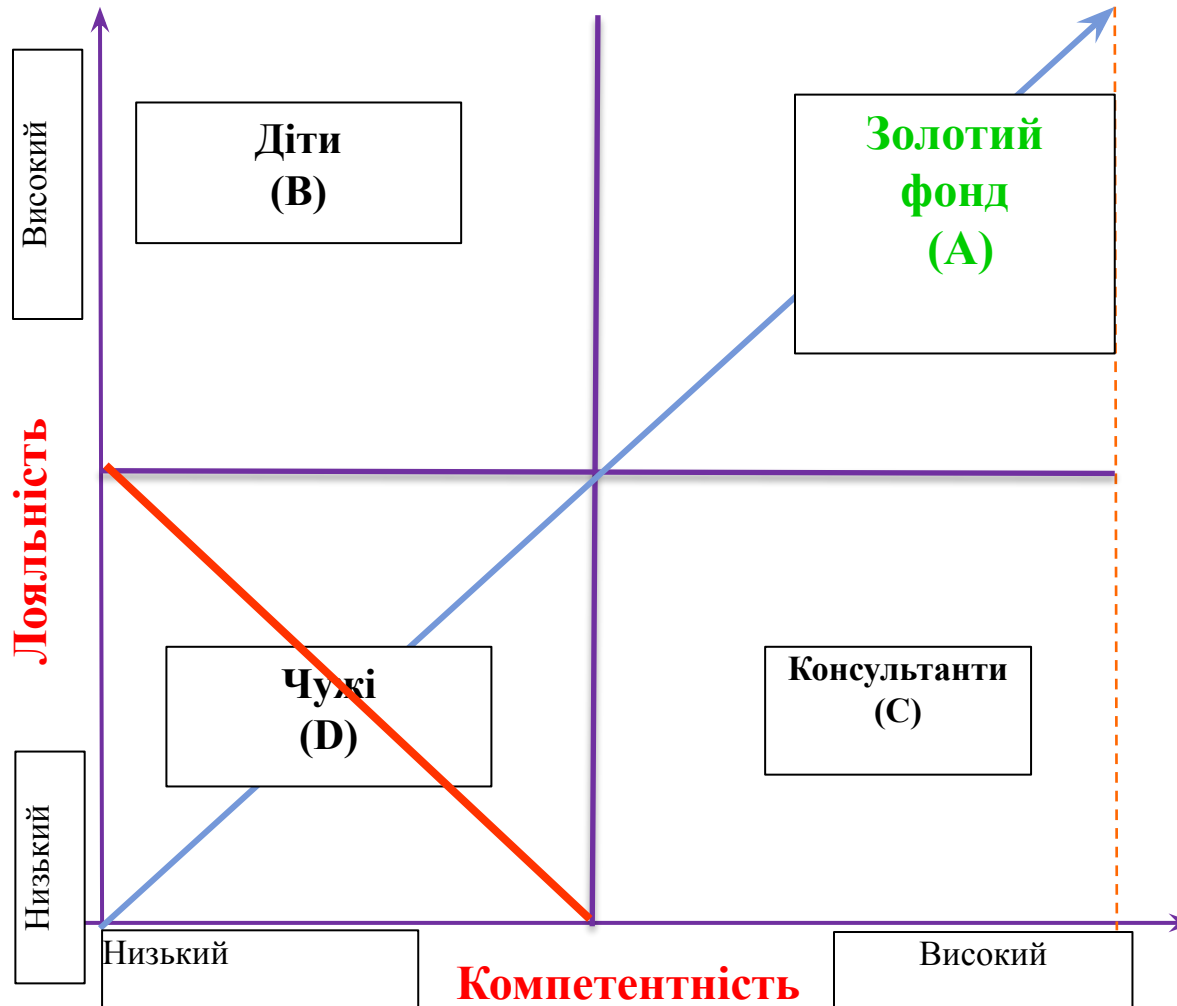 Високий
Діти
(B)
Золотий
фонд
(A)
Лояльність
Чужі
(D)
Консультанти
(C)
Низький
Низький
Високий
Компетентність